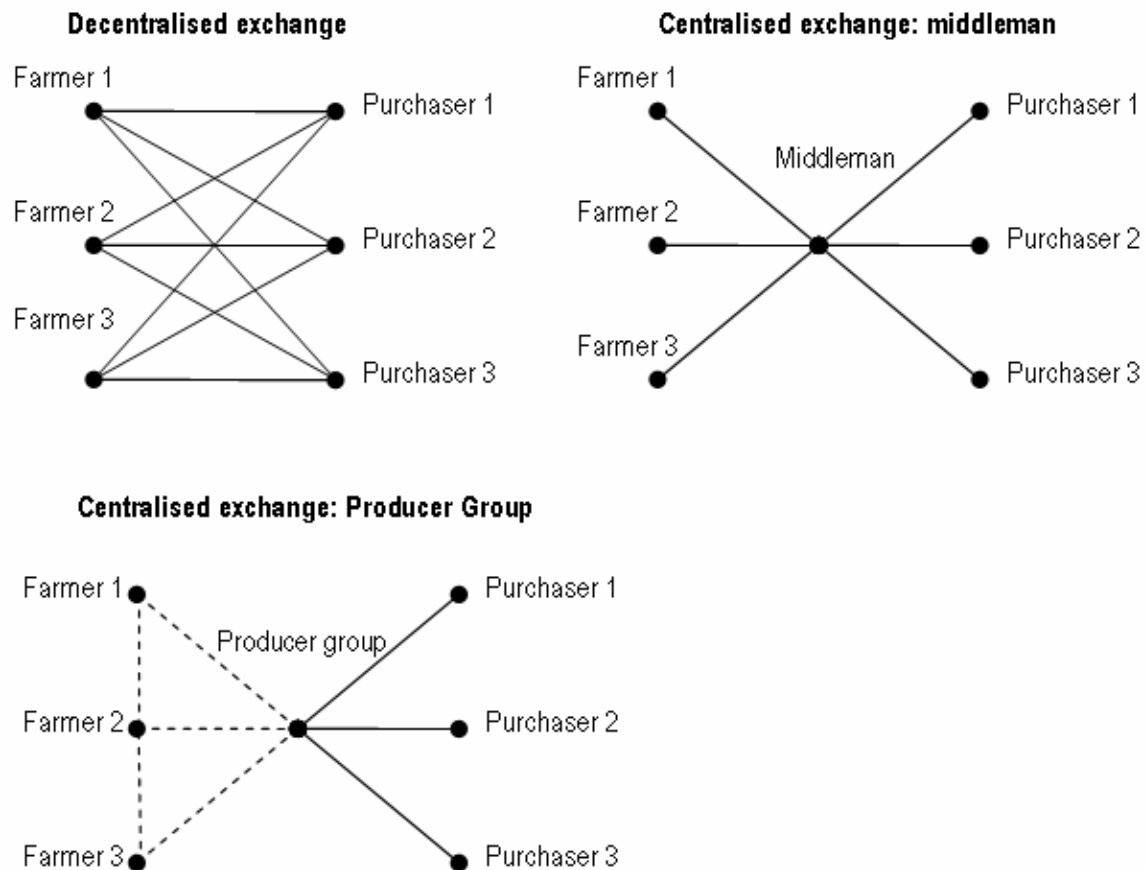 Decentralised exchange
Farmer 1
Purchaser 1
Farmer 2
Purchaser 2
Farmer 3
Purchaser 3
Centralised exchange: middleman
Farmer 1
Purchaser 1
Middleman
Farmer 2
Purchaser 2
Farmer 3
Purchaser 3
Centralised exchange: Producer Group
Farmer 1
Purchaser 1
Producer group
Farmer 2
Purchaser 2
Farmer 3
Purchaser 3